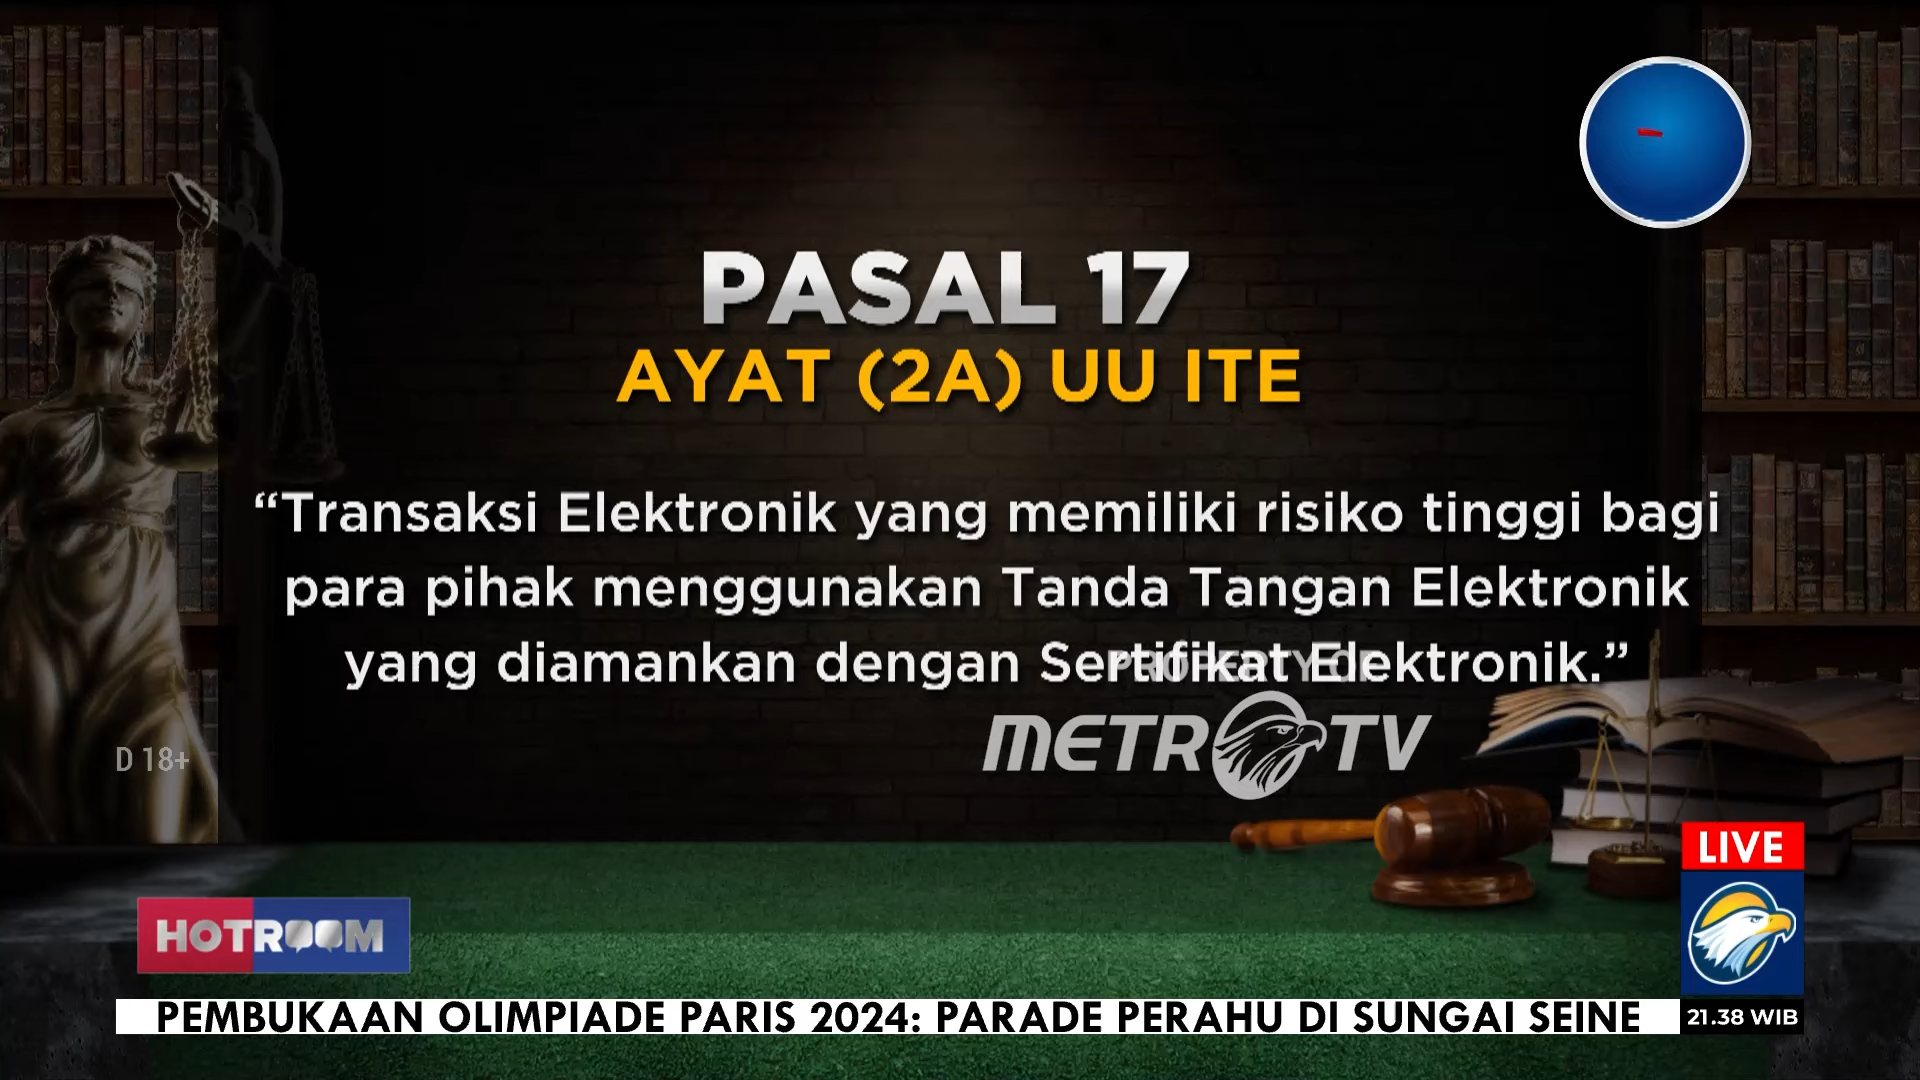 PASAL 17
AYAT (2A) UU ITE
“Transaksi Elektronik yang memiliki risiko tinggi bagi
para pihak menggunakan Tanda Tangan Elektronik
yang diamankan dengan Sertifikat Elektronik.”
PROPERTY OF
METRO TV
D 18+
LIVE
HOTROOM
PEMBUKAAN OLIMPIADE PARIS 2024: PARADE PERAHU DI SUNGAI SEINE
21.38 WIB